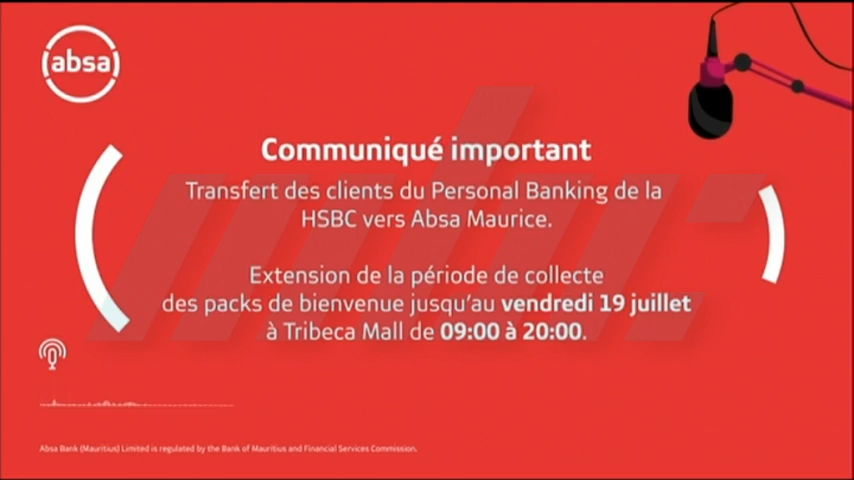 absa
Communiqué important
Transfert des clients du Personal Banking de la
HSBC vers Absa Maurice.
Extension de la période de collecte
des packs de bienvenue jusqu'au vendredi 19 juillet
à Tribeca Mall de 09:00 à 20:00.
Absa Bank (Mauritius) Limited is regulated by the Bank of Mauritius and Financial Services Commission.